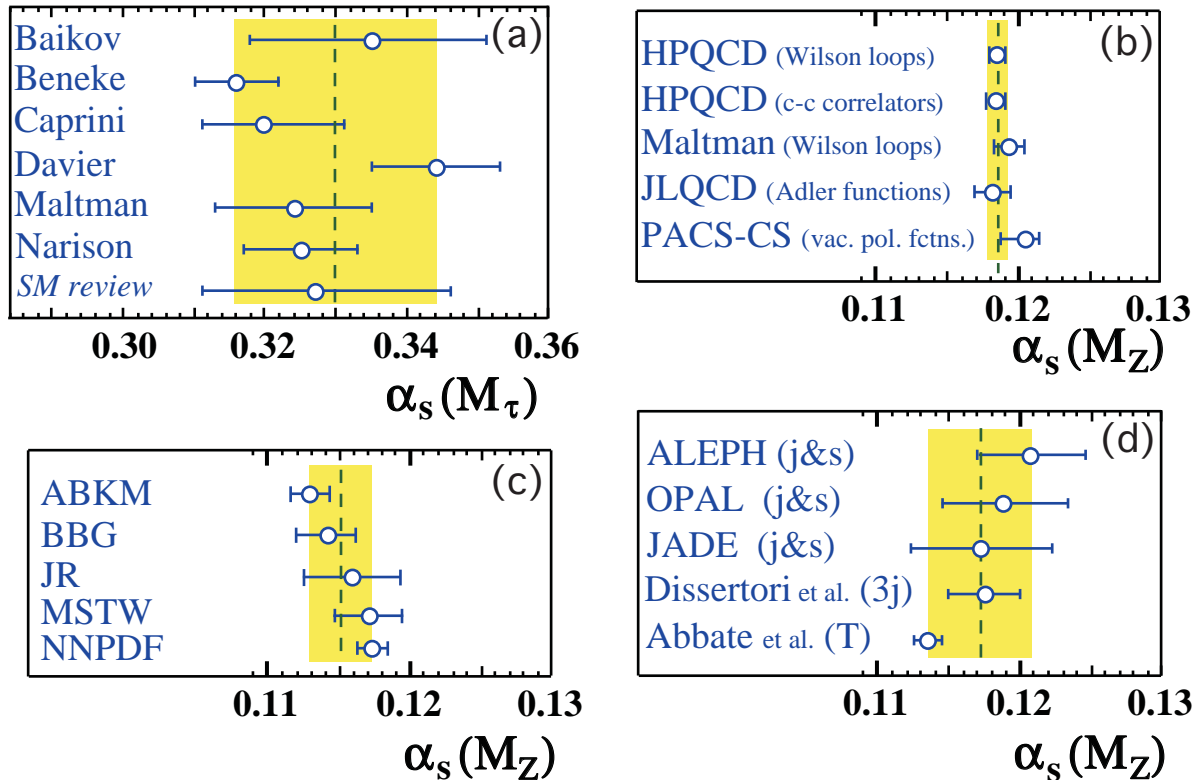 (a)
Baikov
Beneke
Caprini
Davier
Maltman
Narison
SM review
0.30 0.32 0.34 0.36
αs(Mτ)
(b)
HPQCD (Wilson loops)
HPQCD (c-c correlators)
Maltman (Wilson loops)
JLQCD (Adler functions)
PACS-CS (vac. pol. fctns.)
0.11 0.12 0.13
αs(MZ)
(c)
ABKM
BBG
JR
MSTW
NNPDF
0.11 0.12 0.13
αs(MZ)
(d)
ALEPH (j&s)
OPAL (j&s)
JADE (j&s)
Dissertori et al. (3j)
Abbate et al. (T)
0.11 0.12 0.13
αs(MZ)